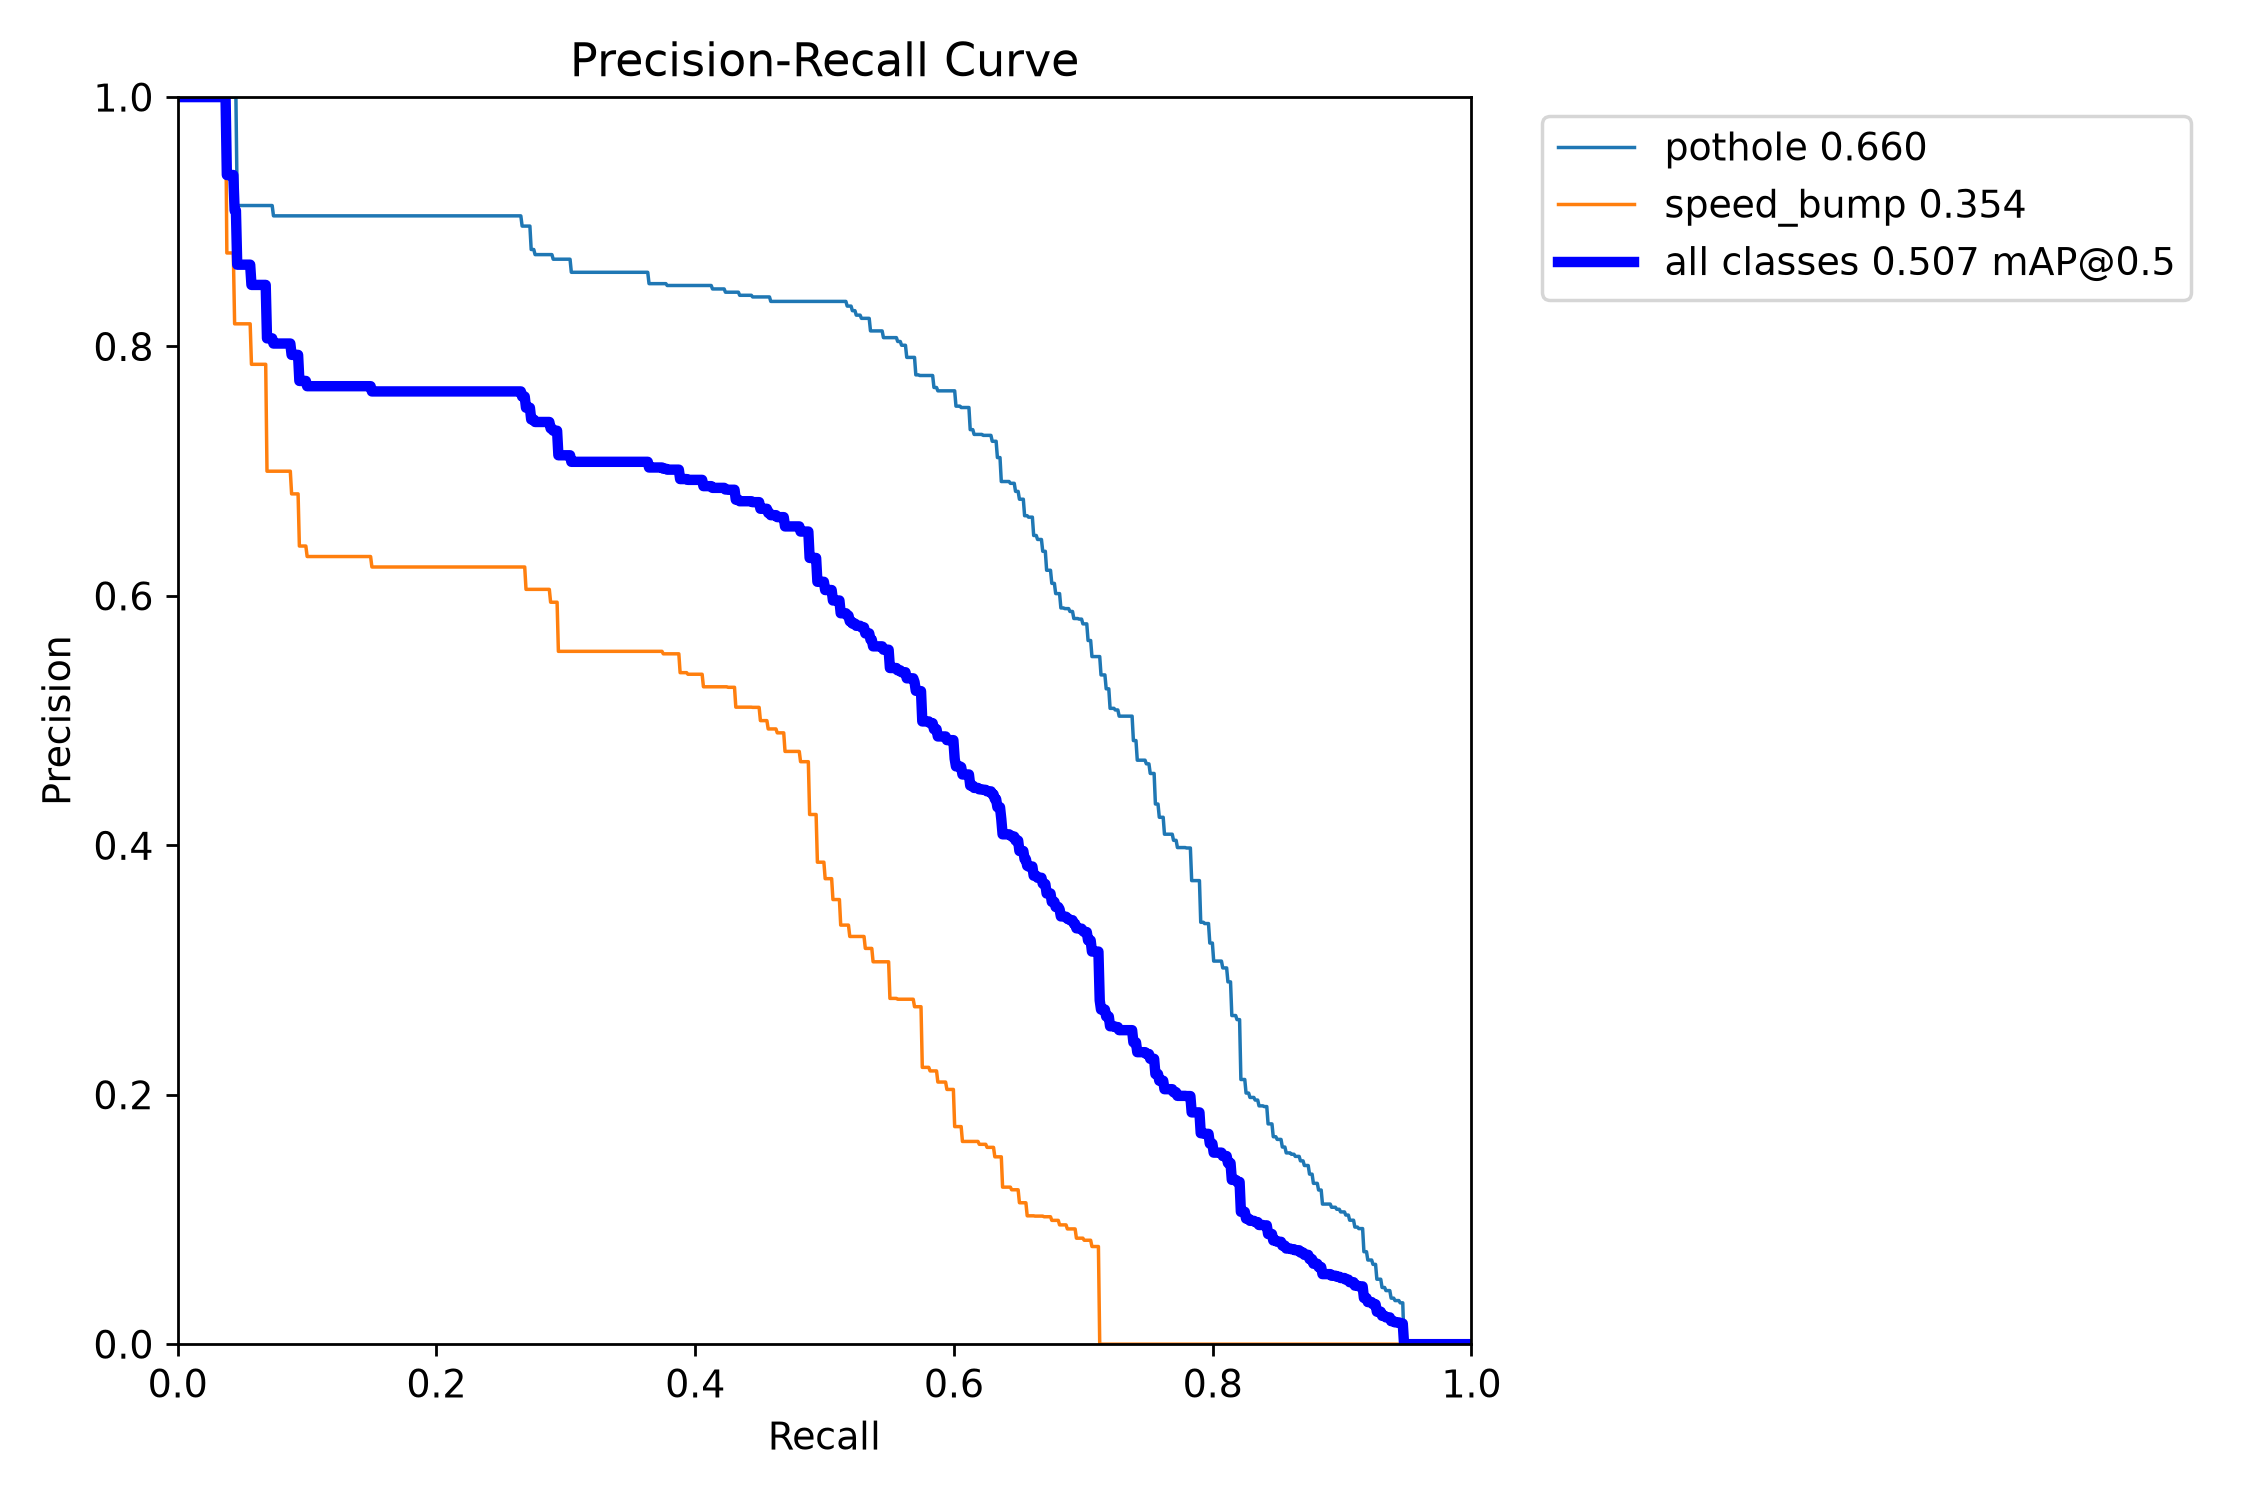 Precision-Recall Curve
1.0
0.8
0.6
0.4
0.2
0.0
Precision
0.0 0.2 0.4 0.6 0.8 1.0
Recall
pothole 0.660
speed_bump 0.354
all classes 0.507 mAP@0.5